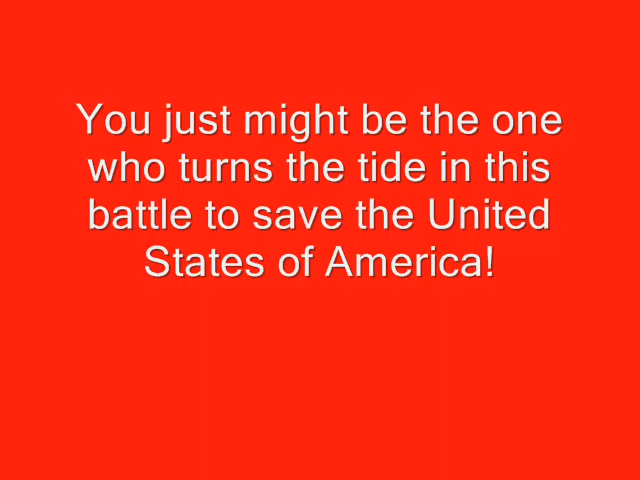 You just might be the one
who turns the tide in this
battle to save the United
States of America!